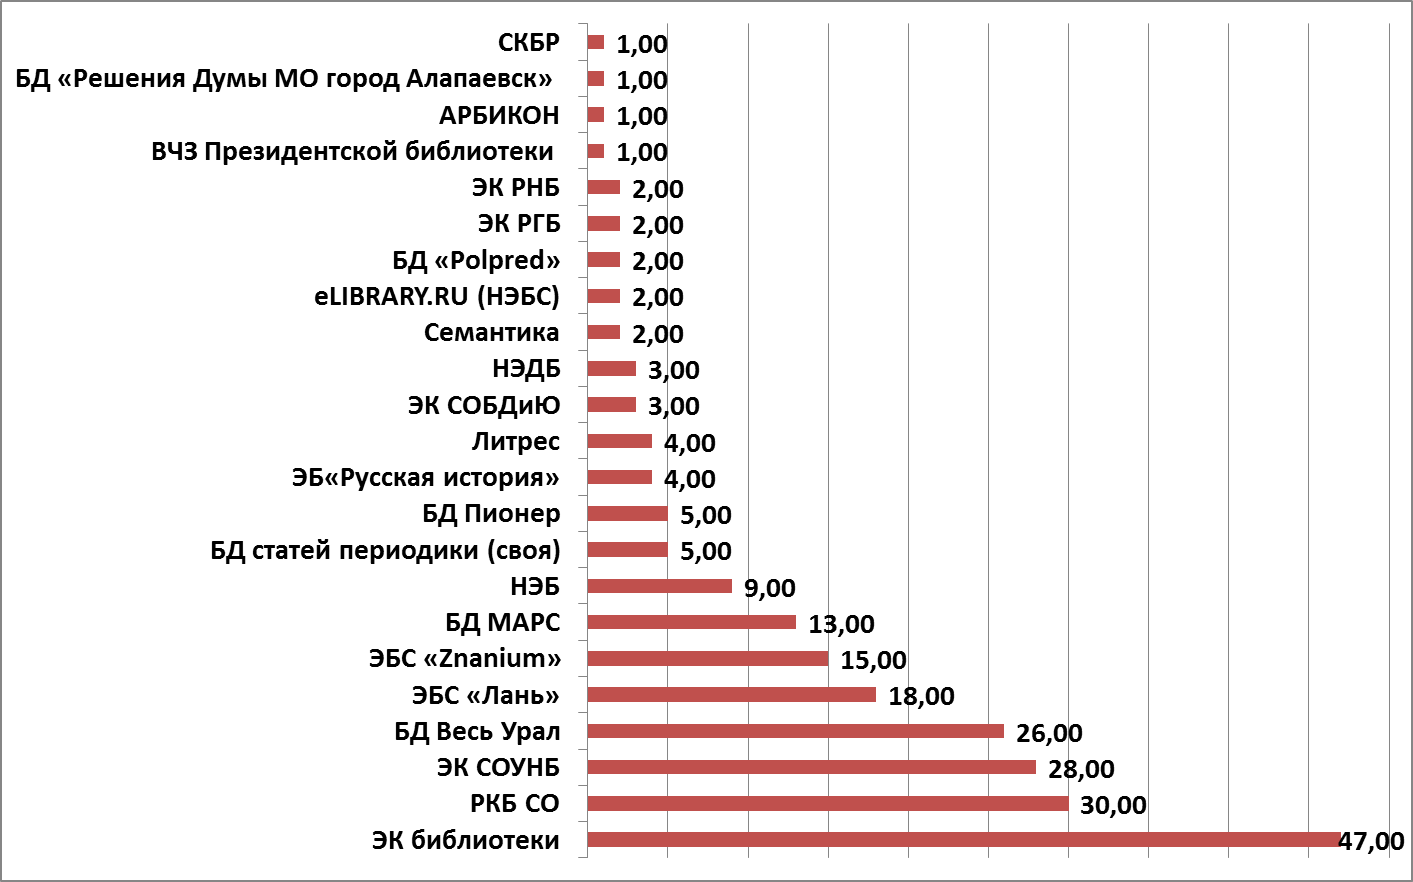 СКБР 1,00
БД «Решения Думы МО город Алапаевск» 1,00
АРБИКОН 1,00
ВЧЗ Президентской библиотеки 1,00
ЭК РНБ 2,00
ЭК РГБ 2,00
БД «Polpred» 2,00
eLIBRARY.RU (НЭБС) 2,00
Семантика 2,00
НЭДБ 3,00
ЭК СОБДиЮ 3,00
Литрес 4,00
ЭБ«Русская история» 4,00
БД Пионер 5,00
БД статей периодики (своя) 5,00
НЭБ 9,00
БД МАРС 13,00
ЭБС «Znanium» 15,00
ЭБС «Лань» 18,00
БД Весь Урал 26,00
ЭК СОУНБ 28,00
РКБ СО 30,00
ЭК библиотеки 47,00